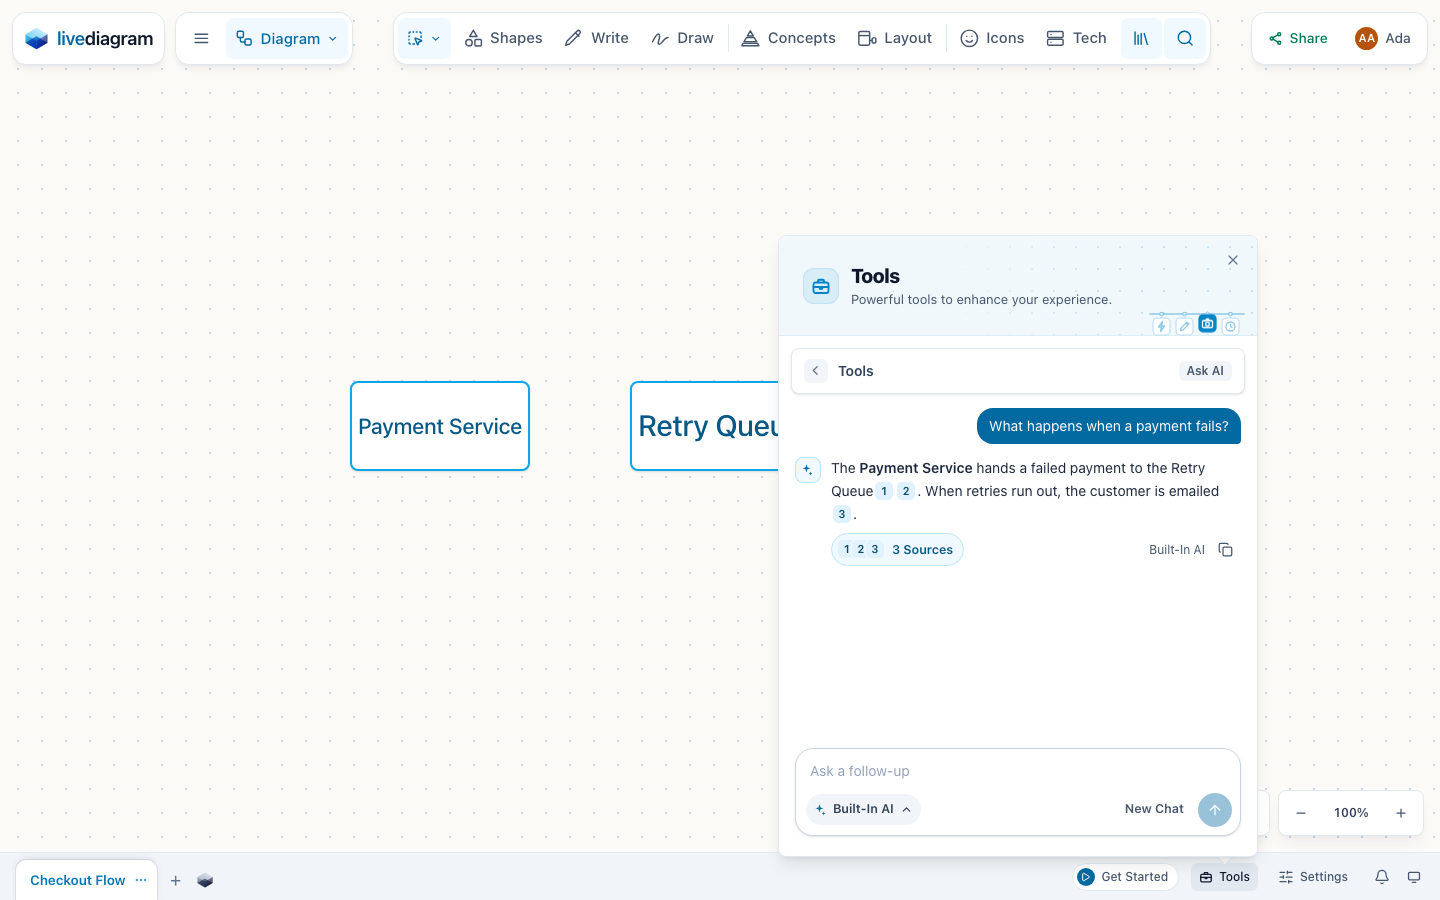 livediagram
Diagram
Shapes
Write
Draw
Concepts
Layout
Icons
Tech
Share
AA
Ada
Payment Service
Retry Queu
Tools
Powerful tools to enhance your experience.
Tools
Ask AI
What happens when a payment fails?
The Payment Service hands a failed payment to the Retry
Queue 1 2 . When retries run out, the customer is emailed
3 .
1 2 3 3 Sources
Built-In AI
Ask a follow-up
Built-In AI
New Chat
100%
Checkout Flow
Get Started
Tools
Settings